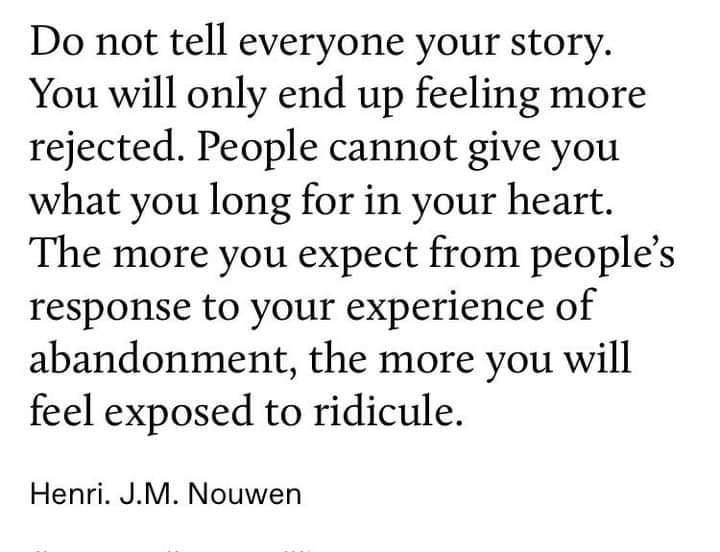 Do not tell everyone your story.
You will only end up feeling more
rejected. People cannot give you
what you long for in your heart.
The more you expect from people’s
response to your experience of
abandonment, the more you will
feel exposed to ridicule.
Henri. J.M. Nouwen